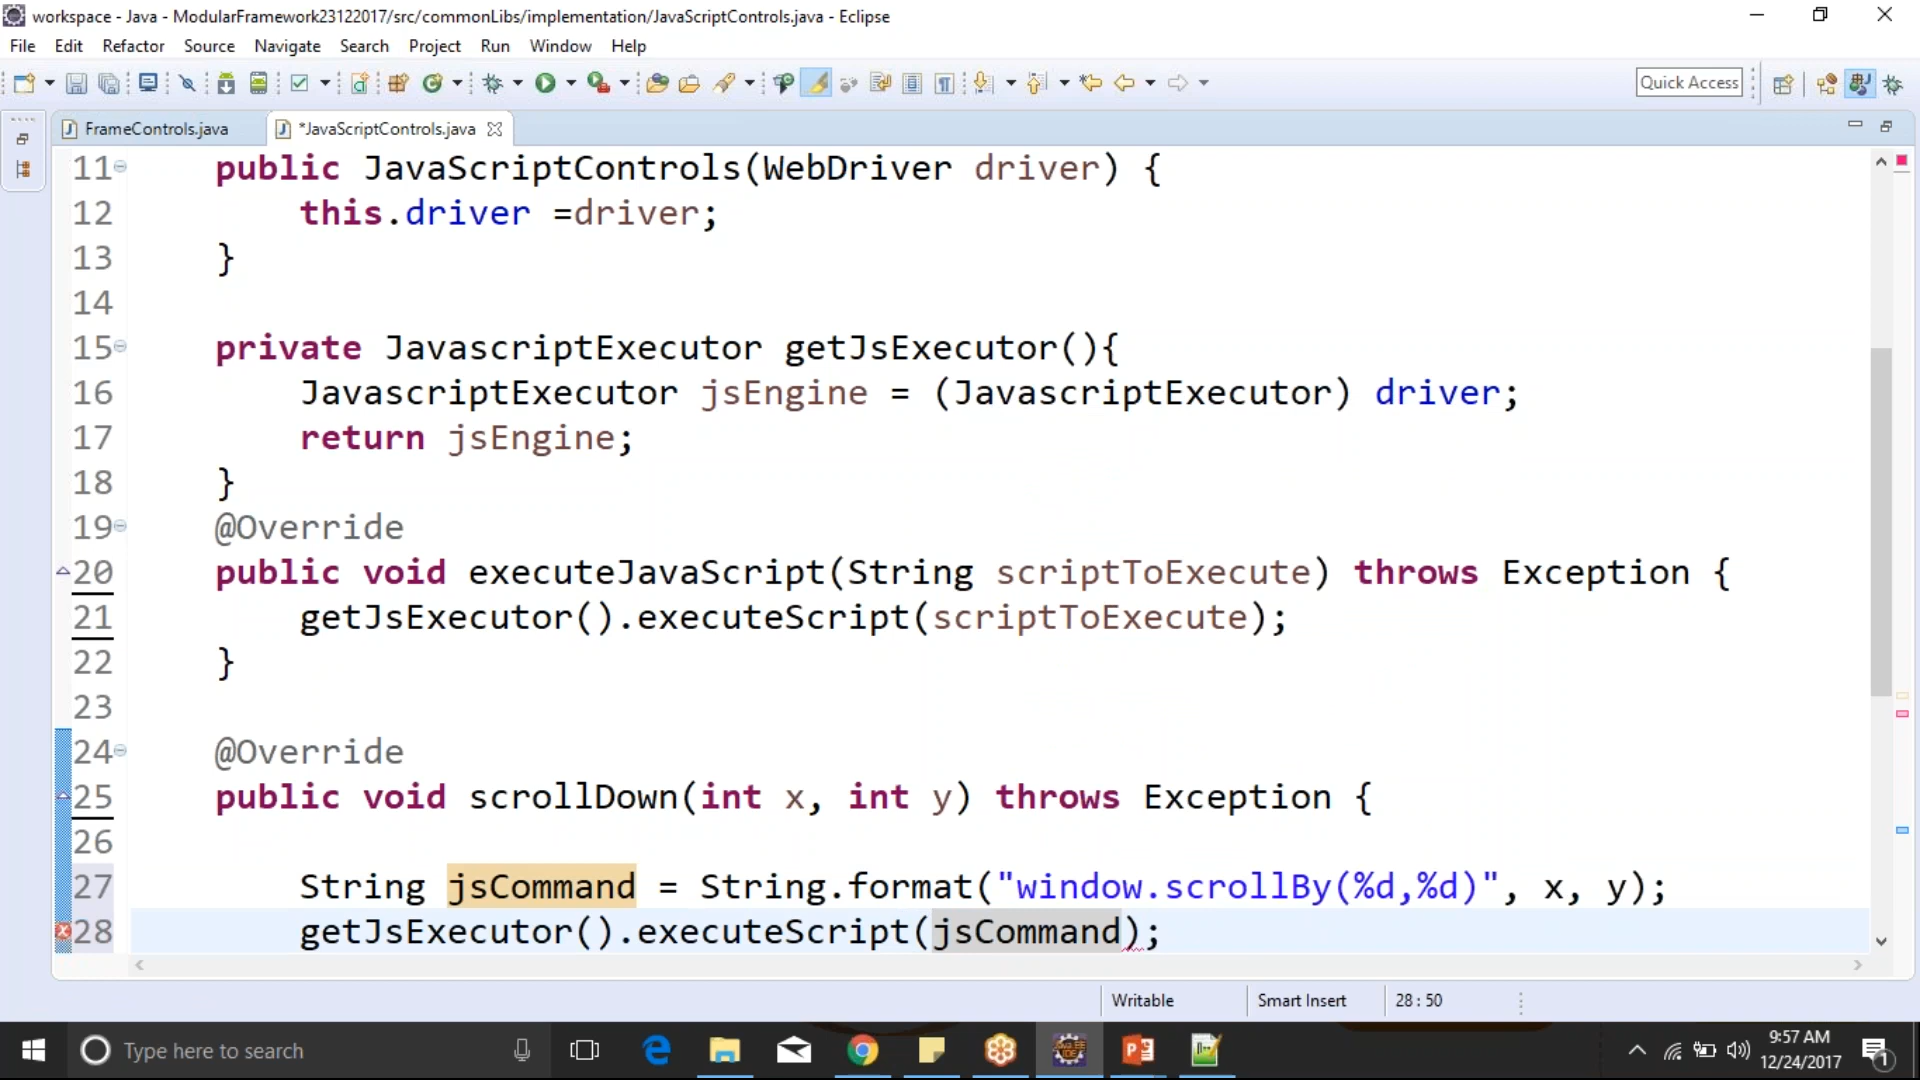 workspace - Java - ModularFramework23122017/src/commonLibs/implementation/JavaScriptControls.java - Eclipse
File Edit Refactor Source Navigate Search Project Run Window Help
Quick Access
FrameControls.java *JavaScriptControls.java
11 public JavaScriptControls(WebDriver driver) {
12 this.driver =driver;
13 }
14
15 private JavascriptExecutor getJsExecutor(){
16 JavascriptExecutor jsEngine = (JavascriptExecutor) driver;
17 return jsEngine;
18 }
19 @Override
20 public void executeJavaScript(String scriptToExecute) throws Exception {
21 getJsExecutor().executeScript(scriptToExecute);
22 }
23
24 @Override
25 public void scrollDown(int x, int y) throws Exception {
26
27 String jsCommand = String.format("window.scrollBy(%d,%d)", x, y);
28 getJsExecutor().executeScript(jsCommand);
Writable Smart Insert 28 : 50
Type here to search
9:57 AM
12/24/2017
1